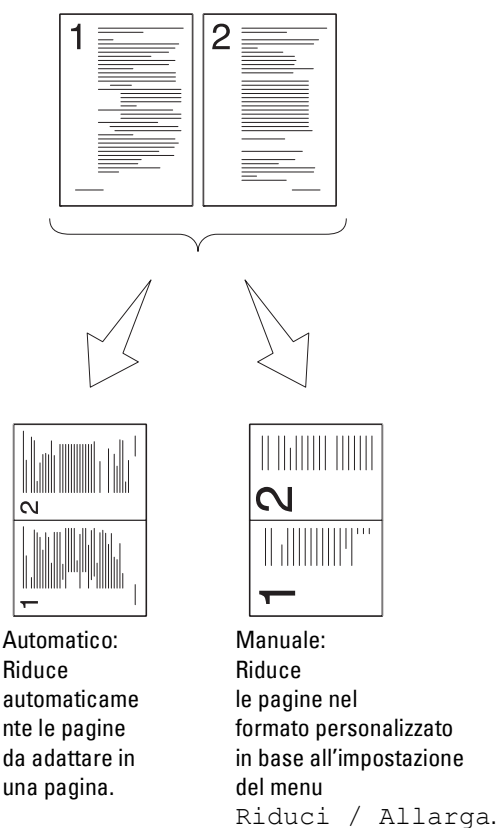 1
2
2
1
2
1
Automatico:
Riduce
automaticame
nte le pagine
da adattare in
una pagina.
Manuale:
Riduce
le pagine nel
formato personalizzato
in base all'impostazione
del menu
Riduci / Allarga.